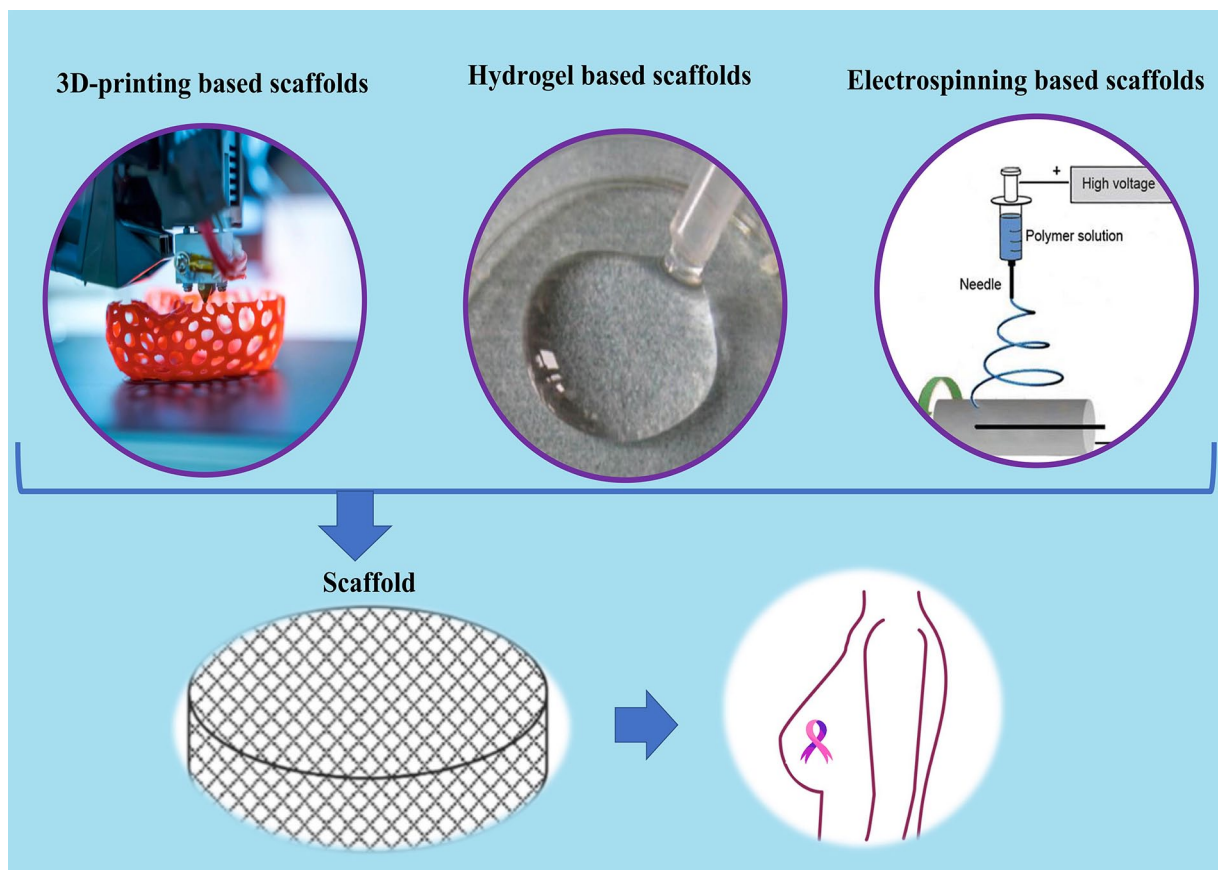 3D-printing based scaffolds
Hydrogel based scaffolds
Electrospinning based scaffolds
+
High voltage
Polymer solution
Needle
Scaffold